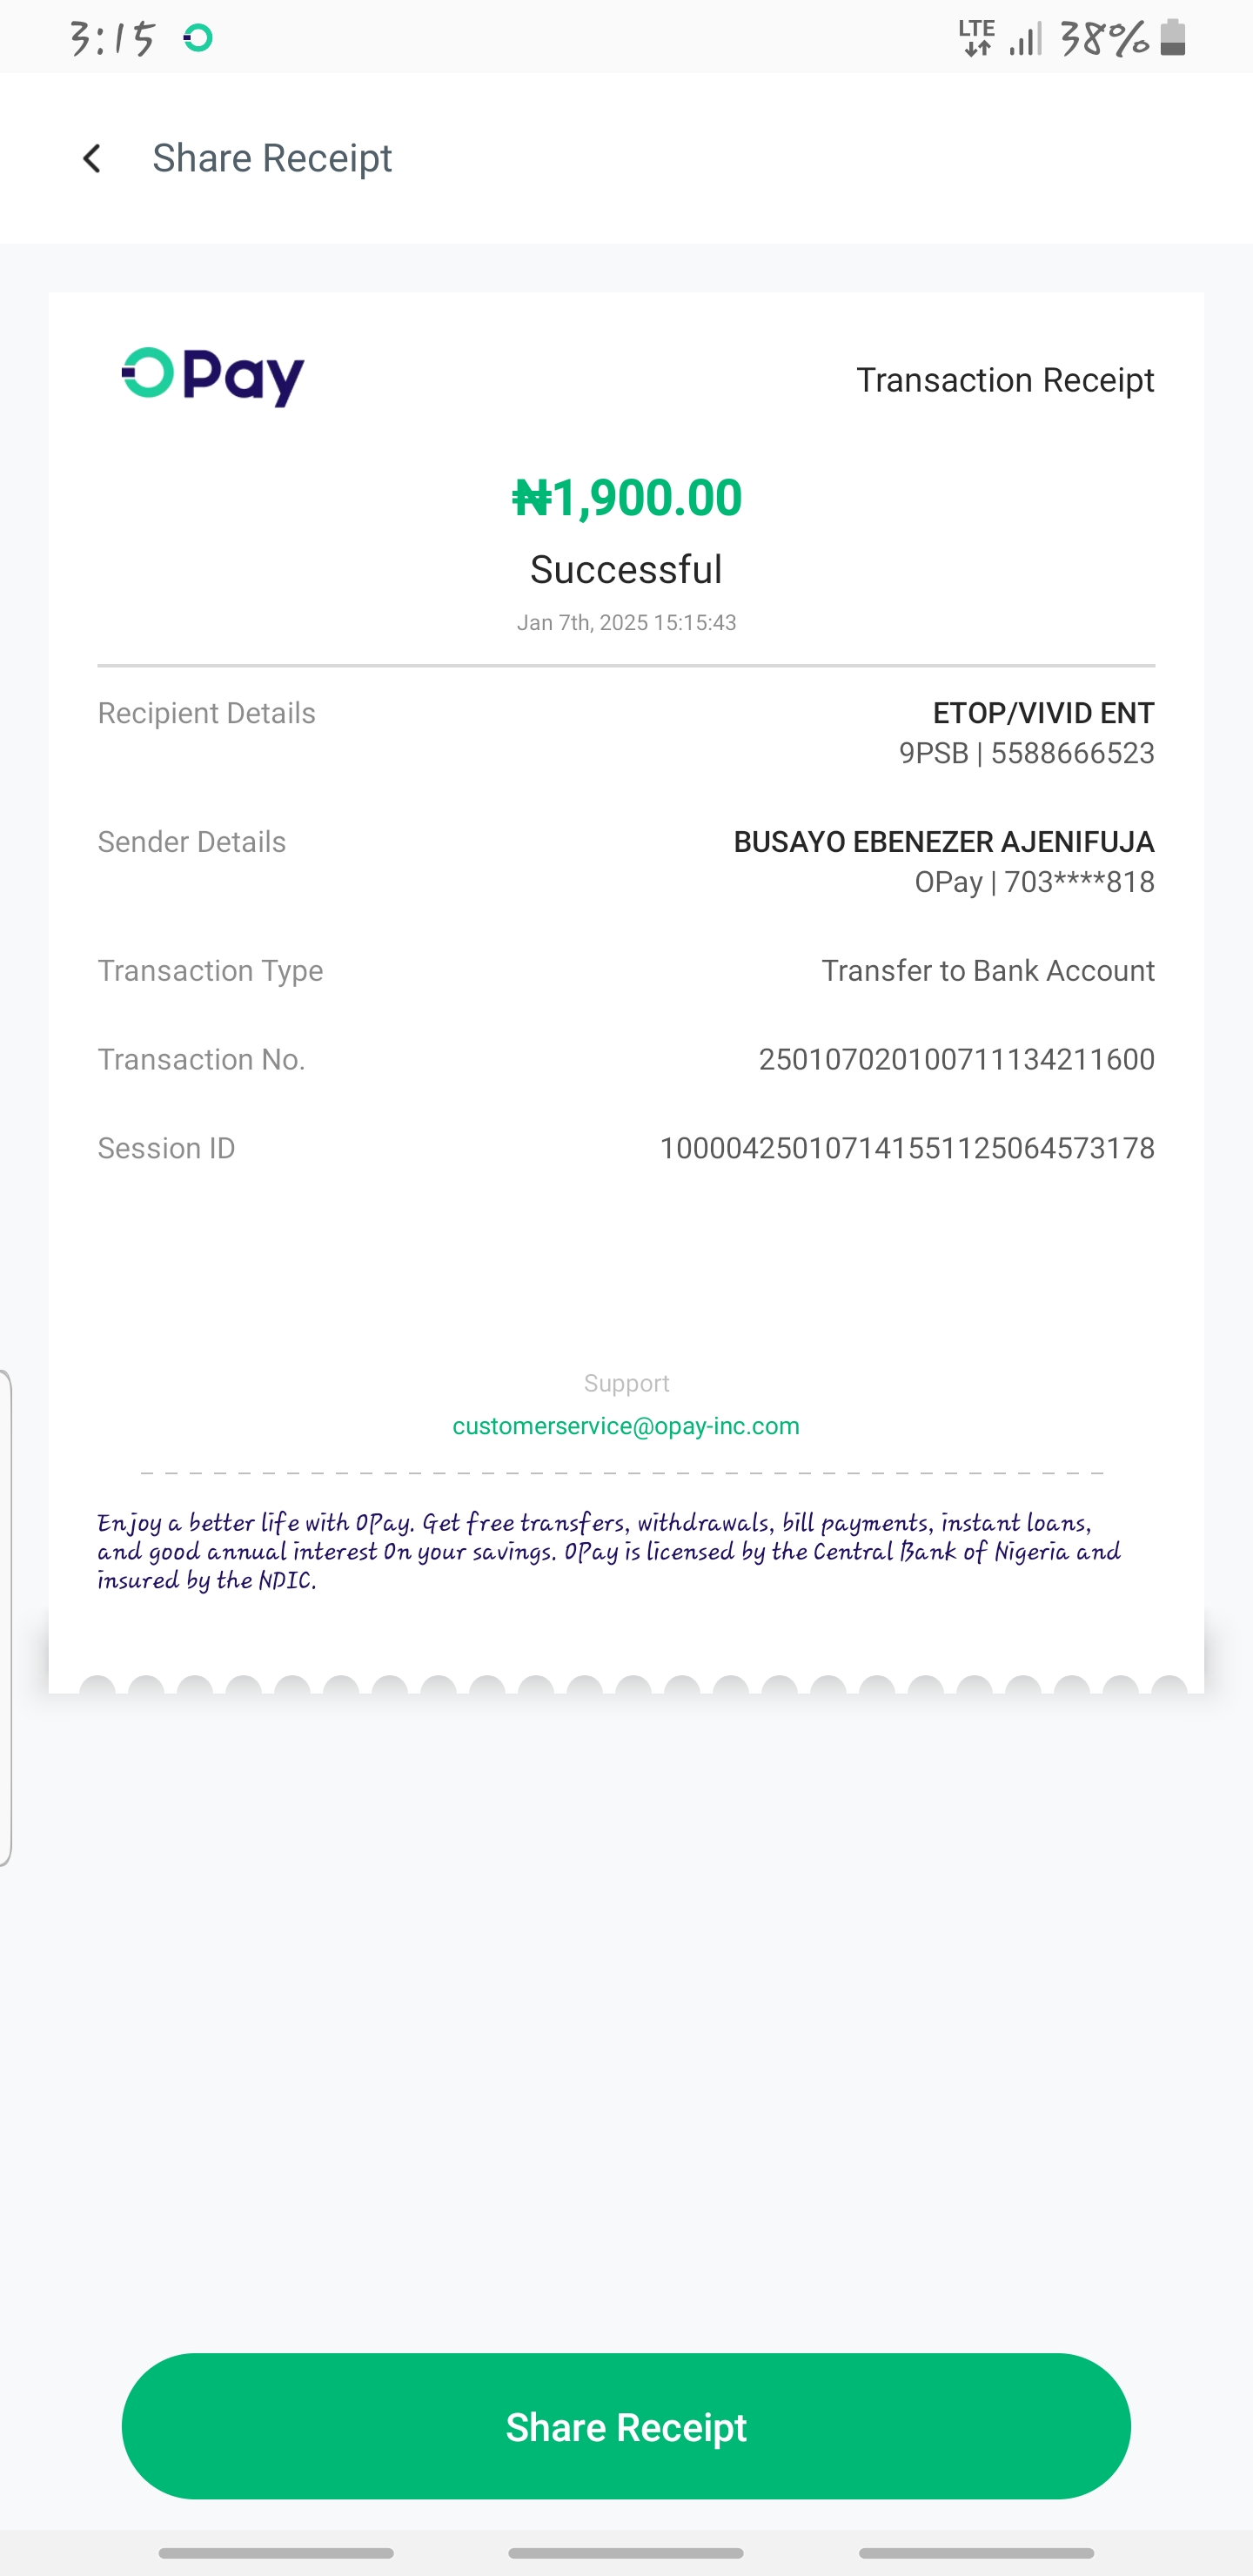 3:15 LTE 38%
Share Receipt
OPay Transaction Receipt
₦1,900.00
Successful
Jan 7th, 2025 15:15:43
Recipient Details ETOP/VIVID ENT
9PSB | 5588666523
Sender Details BUSAYO EBENEZER AJENIFUJA
OPay | 703****818
Transaction Type Transfer to Bank Account
Transaction No. 250107020100711134211600
Session ID 100004250107141551125064573178
Support
customerservice@opay-inc.com
Enjoy a better life with OPay. Get free transfers, withdrawals, bill payments, instant loans,
and good annual interest On your savings. OPay is licensed by the Central Bank of Nigeria and
insured by the NDIC.
Share Receipt